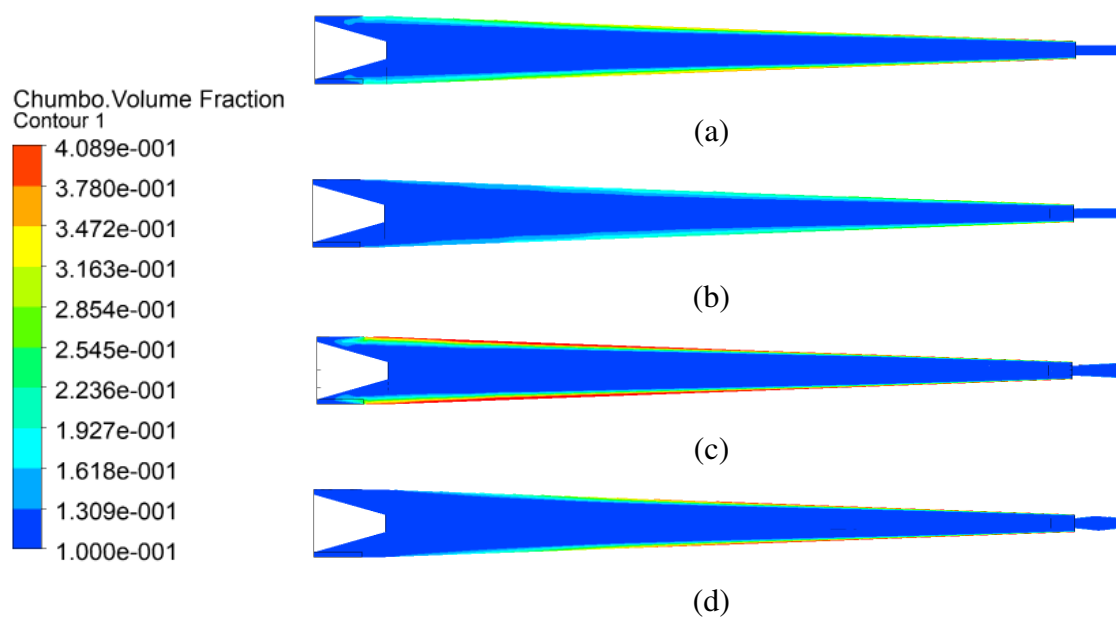 Chumbo.Volume Fraction
Contour 1
4.089e-001
3.780e-001
3.472e-001
3.163e-001
2.854e-001
2.545e-001
2.236e-001
1.927e-001
1.618e-001
1.309e-001
1.000e-001
(a)
(b)
(c)
(d)